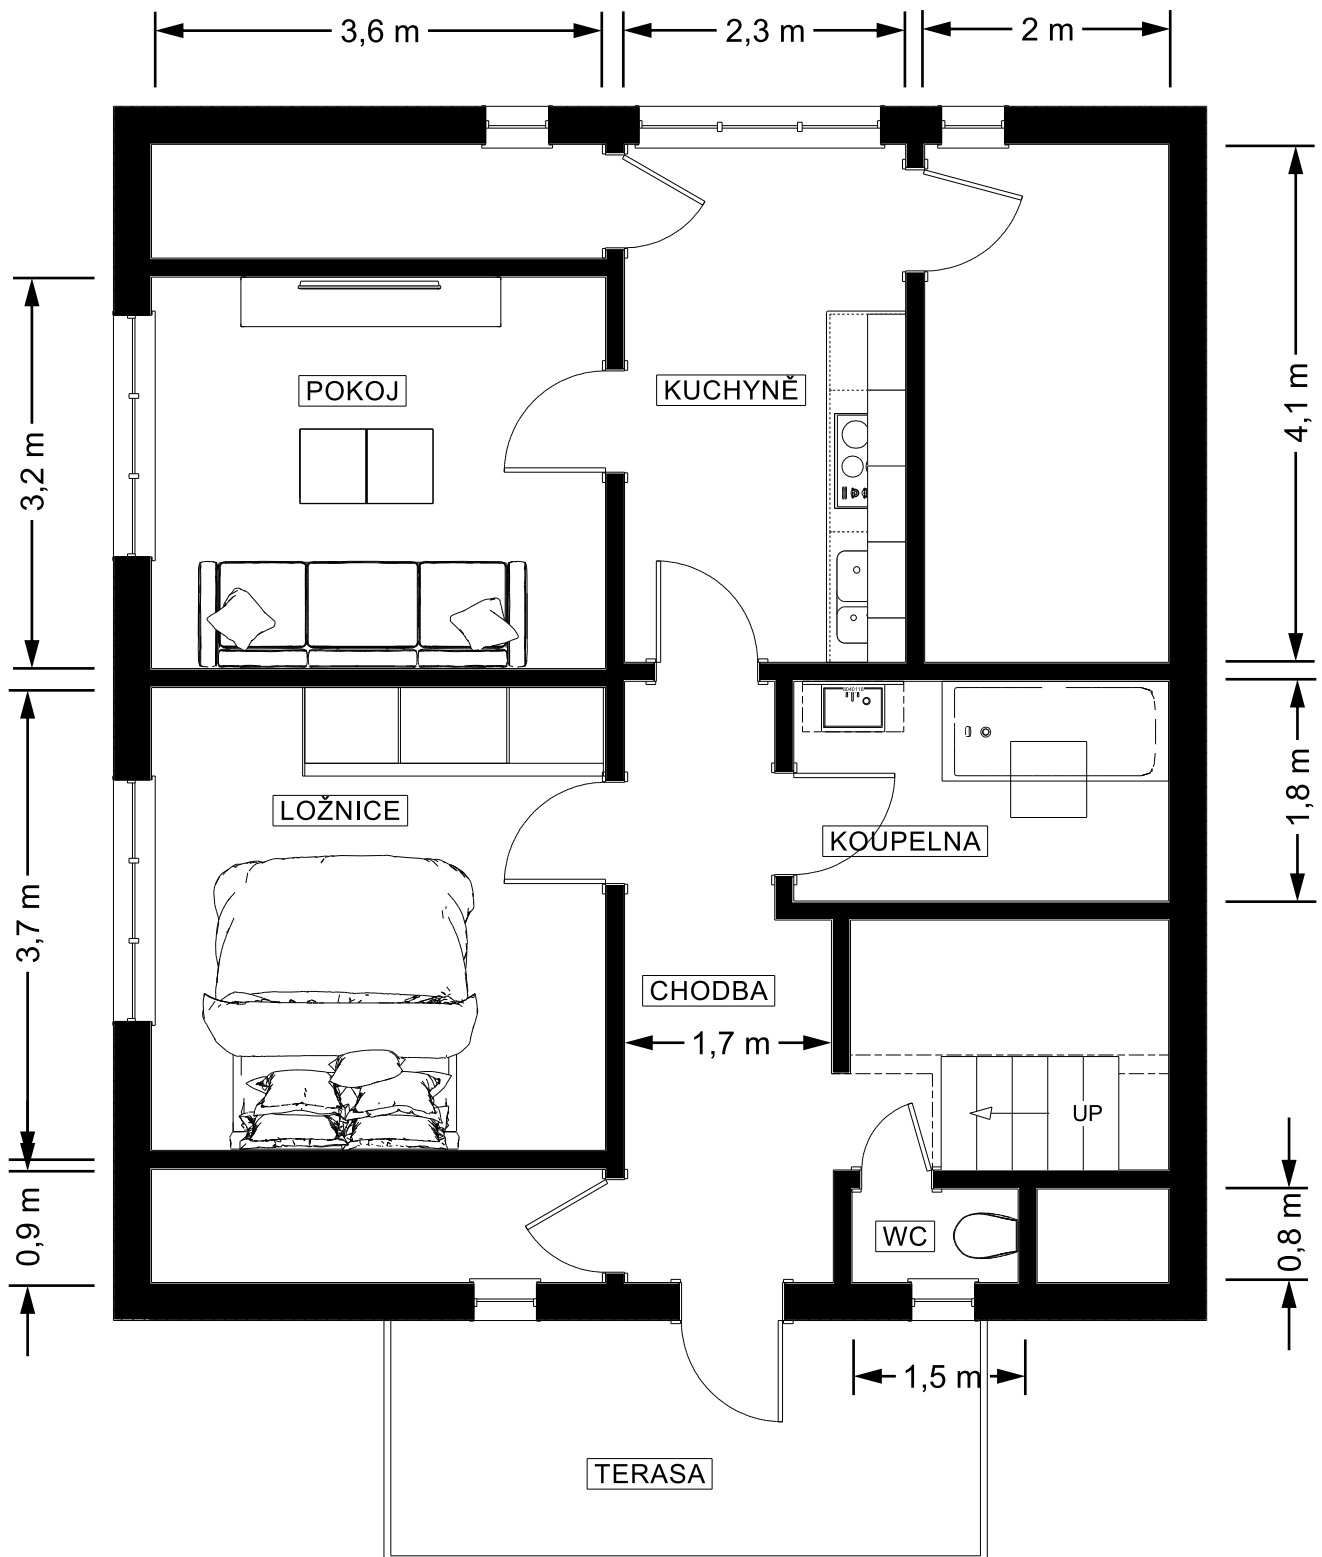 3,6 m
2,3 m
2 m
POKOJ
KUCHYNĚ
4,1 m
3,2 m
LOŽNICE
KOUPELNA
1,8 m
3,7 m
CHODBA
1,7 m
UP
0,9 m
WC
0,8 m
1,5 m
TERASA